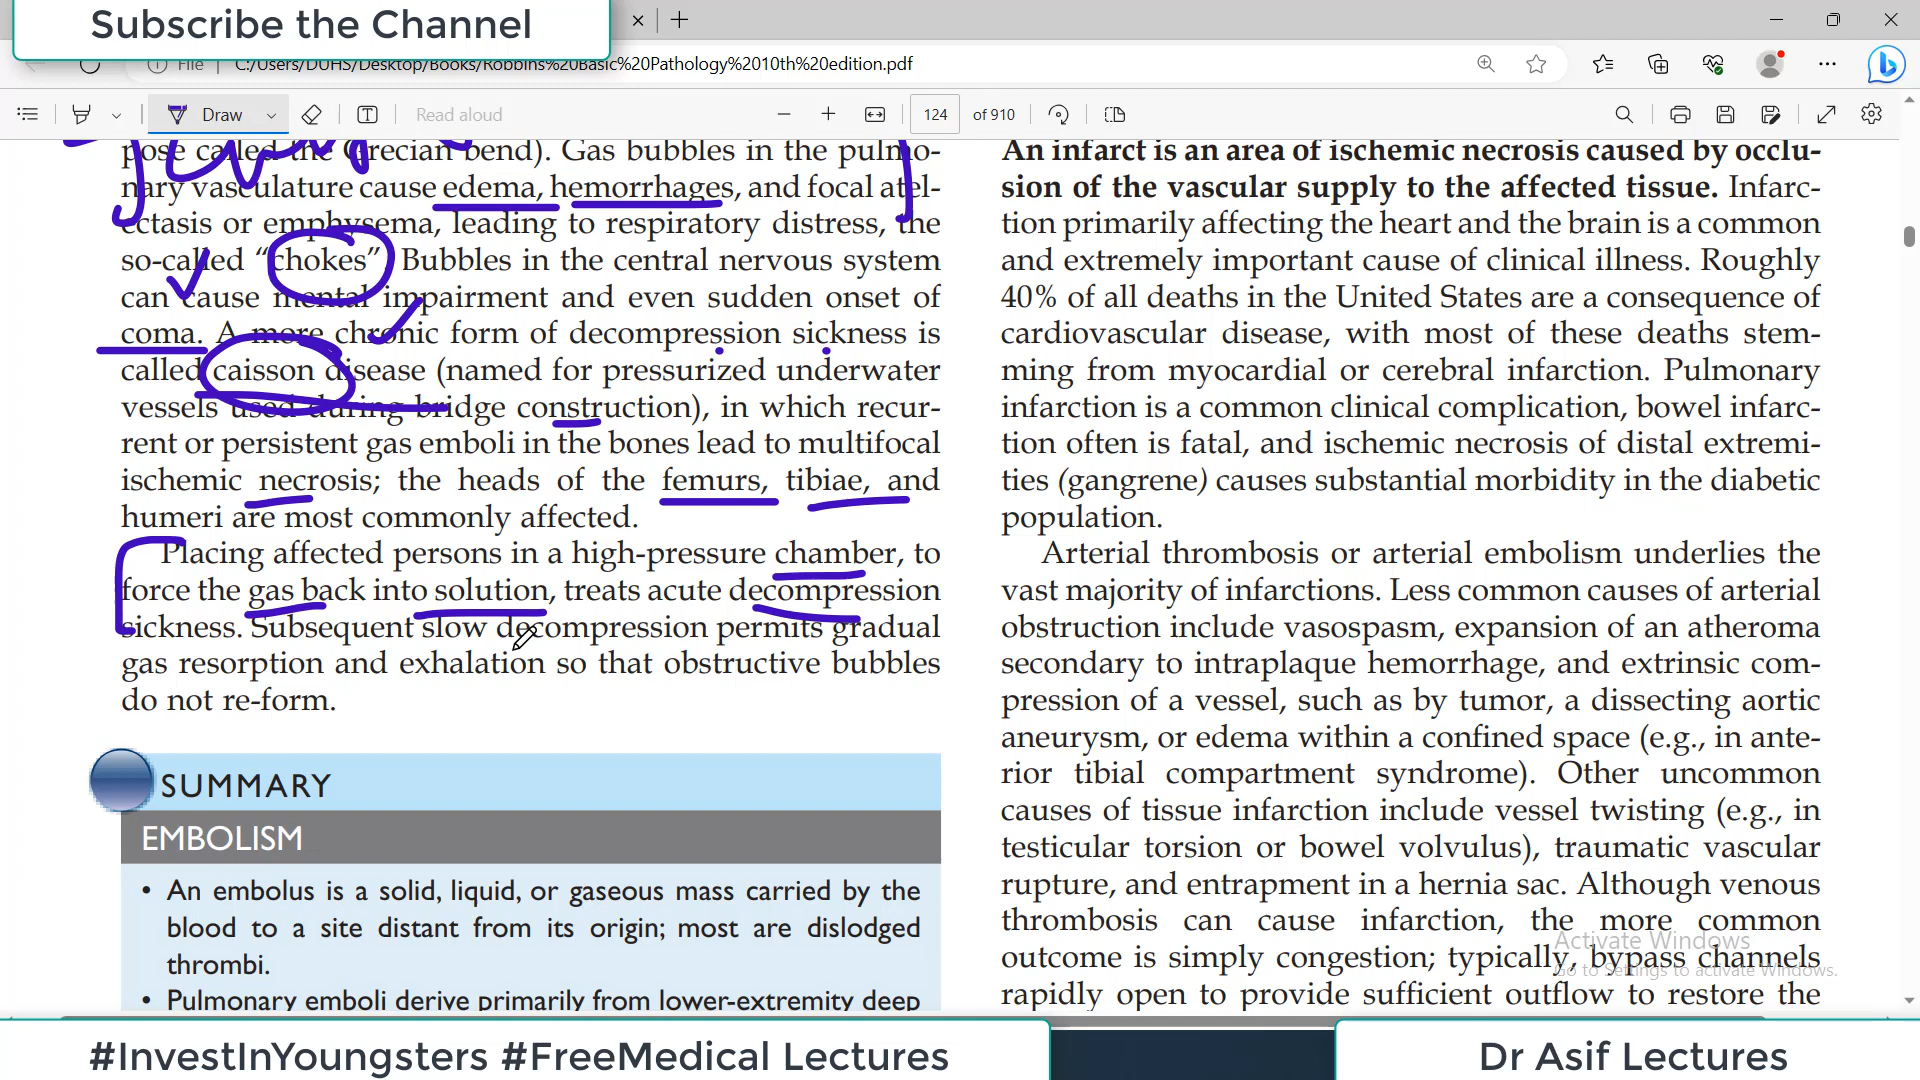 Subscribe the Channel
File
C:/Users/DUHS/Desktop/Books/Robbins%20Basic%20Pathology%2010th%20edition.pdf
Draw
Read aloud
124
of 910
pose called the Grecian bend). Gas bubbles in the pulmo-
nary vasculature cause edema, hemorrhages, and focal atel-
ectasis or emphysema, leading to respiratory distress, the
so-called “chokes”. Bubbles in the central nervous system
can cause mental impairment and even sudden onset of
coma. A more chronic form of decompression sickness is
called caisson disease (named for pressurized underwater
vessels used during bridge construction), in which recur-
rent or persistent gas emboli in the bones lead to multifocal
ischemic necrosis; the heads of the femurs, tibiae, and
humeri are most commonly affected.
Placing affected persons in a high-pressure chamber, to
force the gas back into solution, treats acute decompression
sickness. Subsequent slow decompression permits gradual
gas resorption and exhalation so that obstructive bubbles
do not re-form.
SUMMARY
EMBOLISM
• An embolus is a solid, liquid, or gaseous mass carried by the
blood to a site distant from its origin; most are dislodged
thrombi.
• Pulmonary emboli derive primarily from lower-extremity deep
An infarct is an area of ischemic necrosis caused by occlu-
sion of the vascular supply to the affected tissue. Infarc-
tion primarily affecting the heart and the brain is a common
and extremely important cause of clinical illness. Roughly
40% of all deaths in the United States are a consequence of
cardiovascular disease, with most of these deaths stem-
ming from myocardial or cerebral infarction. Pulmonary
infarction is a common clinical complication, bowel infarc-
tion often is fatal, and ischemic necrosis of distal extremi-
ties (gangrene) causes substantial morbidity in the diabetic
population.
Arterial thrombosis or arterial embolism underlies the
vast majority of infarctions. Less common causes of arterial
obstruction include vasospasm, expansion of an atheroma
secondary to intraplaque hemorrhage, and extrinsic com-
pression of a vessel, such as by tumor, a dissecting aortic
aneurysm, or edema within a confined space (e.g., in ante-
rior tibial compartment syndrome). Other uncommon
causes of tissue infarction include vessel twisting (e.g., in
testicular torsion or bowel volvulus), traumatic vascular
rupture, and entrapment in a hernia sac. Although venous
thrombosis can cause infarction, the more common
outcome is simply congestion; typically, bypass channels
rapidly open to provide sufficient outflow to restore the
Activate Windows
Go to Settings to activate Windows.
#InvestInYoungsters #FreeMedical Lectures
Dr Asif Lectures